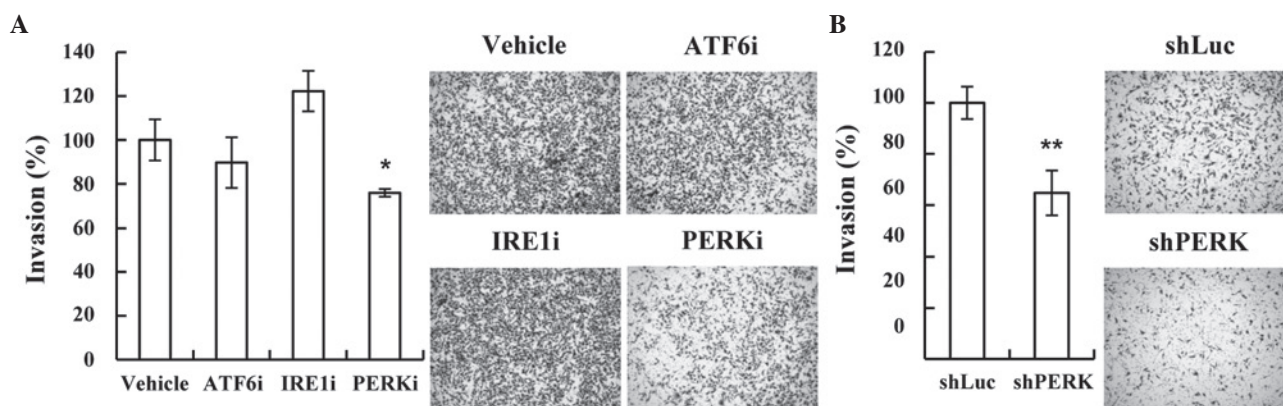 A
Invasion (%)
140
120
100
80
60
40
20
0
*
Vehicle
ATF6i
IRE1i
PERKi
Vehicle
ATF6i
IRE1i
PERKi
B
Invasion (%)
120
100
80
60
40
20
0
**
shLuc
shPERK
shLuc
shPERK